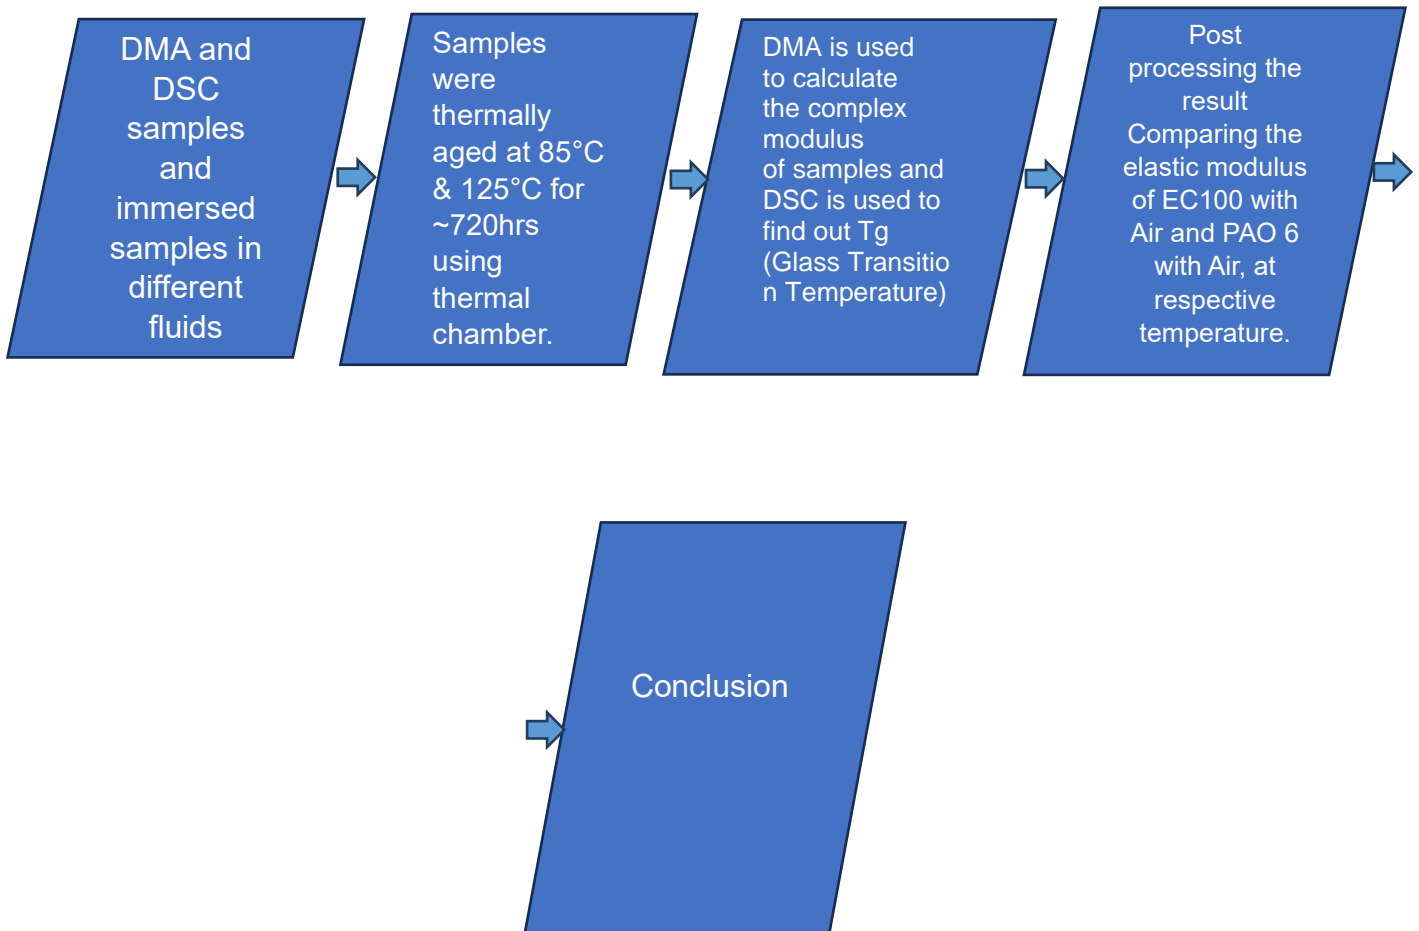 DMA and
DSC
samples
and
immersed
samples in
different
fluids
Samples
were
thermally
aged at 85°C
& 125°C for
~720hrs
using
thermal
chamber.
DMA is used
to calculate
the complex
modulus
of samples and
DSC is used to
find out Tg
(Glass Transitio
n Temperature)
Post
processing the
result
Comparing the
elastic modulus
of EC100 with
Air and PAO 6
with Air, at
respective
temperature.
Conclusion